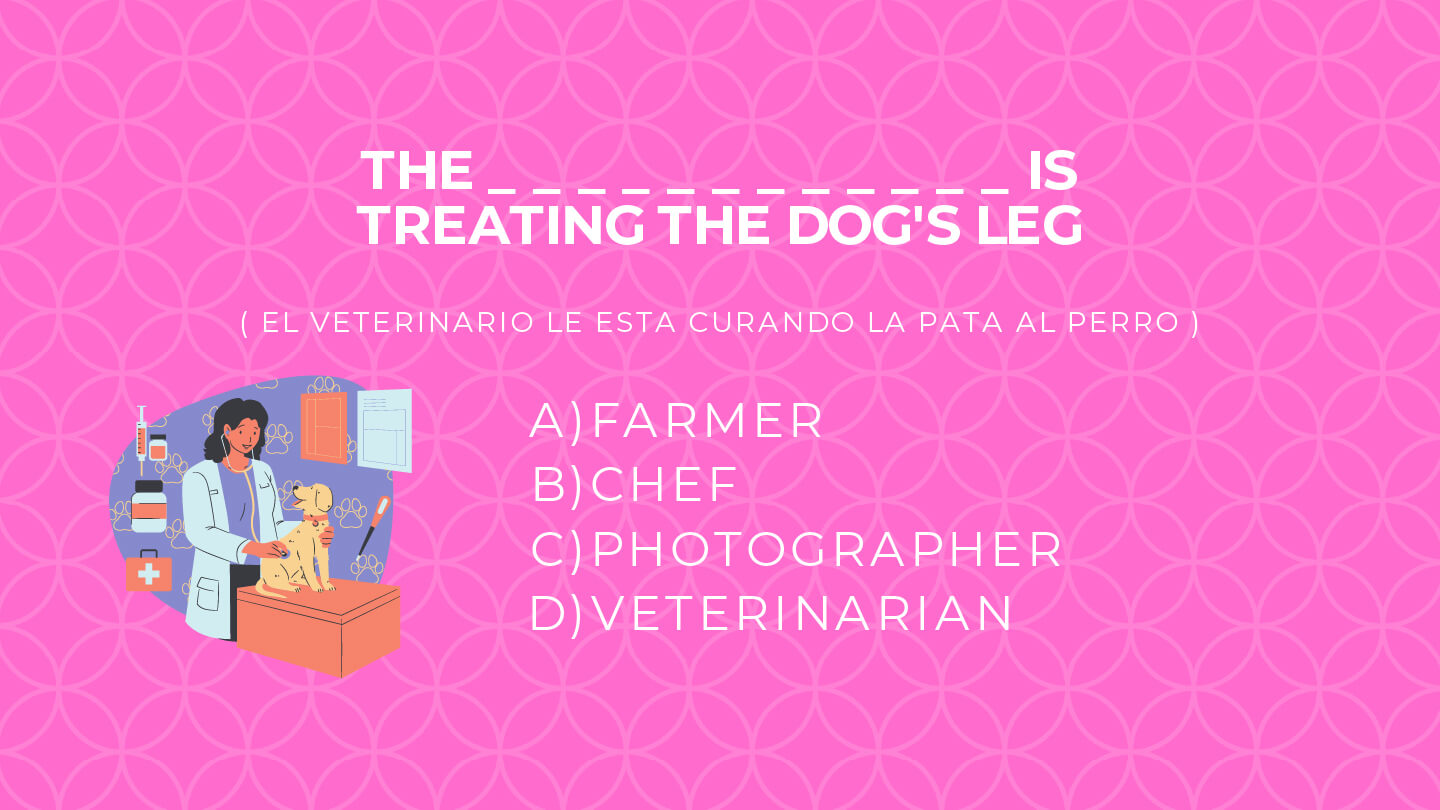 THE _ _ _ _ _ _ _ _ _ _ _ _ IS
TREATING THE DOG'S LEG
( EL VETERINARIO LE ESTA CURANDO LA PATA AL PERRO )
A)FARMER
B)CHEF
C)PHOTOGRAPHER
D)VETERINARIAN